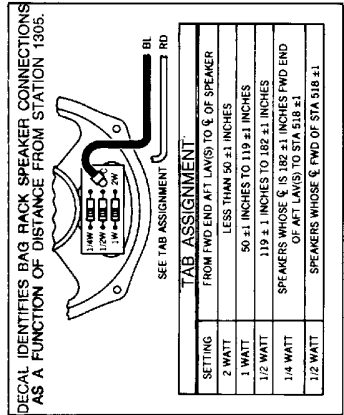 DECAL IDENTIFIES BAG RACK SPEAKER CONNECTIONS
AS A FUNCTION OF DISTANCE FROM STATION 1305.
BL
RD
1/4W
1/2W
1W
2W
C
SEE TAB ASSIGNMENT
TAB ASSIGNMENT
SETTING FROM FWD END AFT LAV(S) TO ℄ OF SPEAKER
2 WATT LESS THAN 50 ±1 INCHES
1 WATT 50 ±1 INCHES TO 119 ±1 INCHES
1/2 WATT 119 ±1 INCHES TO 182 ±1 INCHES
1/4 WATT SPEAKERS WHOSE ℄ IS 182 ±1 INCHES FWD END
OF AFT LAV(S) TO STA 518 ±1
1/2 WATT SPEAKERS WHOSE ℄ FWD OF STA 518 ±1